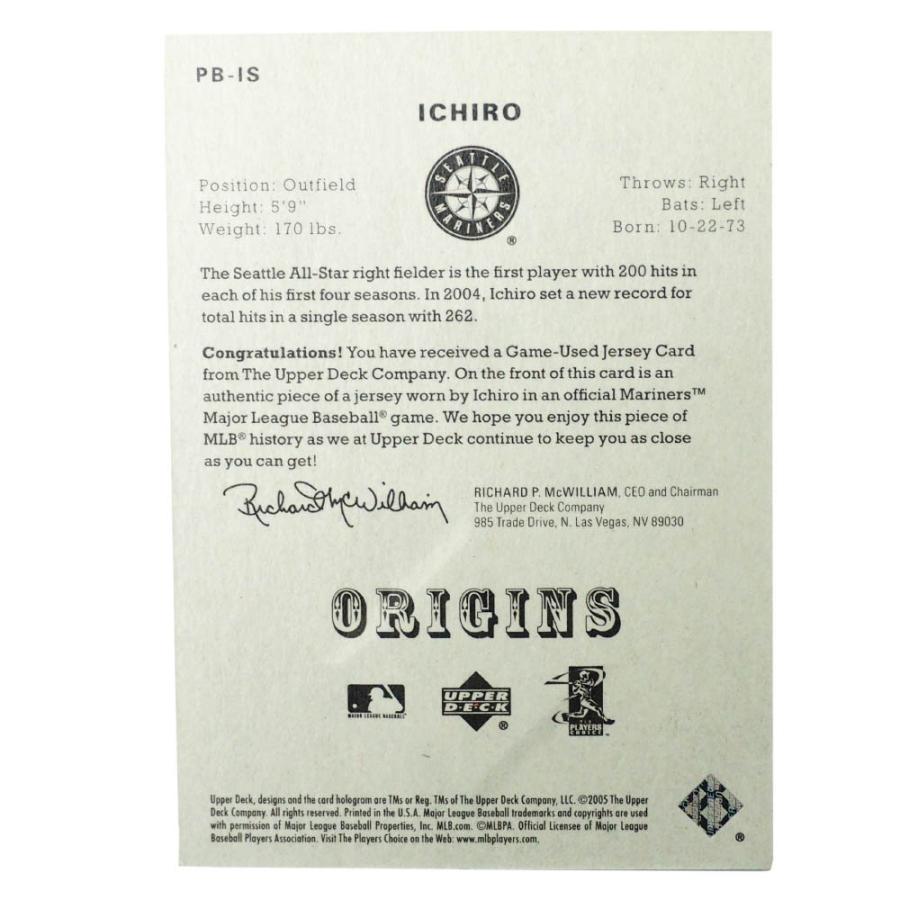 PB-IS
ICHIRO
SEATTLE
MARINERS
®
Position: Outfield
Height: 5'9"
Weight: 170 lbs.
Throws: Right
Bats: Left
Born: 10-22-73
The Seattle All-Star right fielder is the first player with 200 hits in
each of his first four seasons. In 2004, Ichiro set a new record for
total hits in a single season with 262.
Congratulations! You have received a Game-Used Jersey Card
from The Upper Deck Company. On the front of this card is an
authentic piece of a jersey worn by Ichiro in an official Mariners™
Major League Baseball® game. We hope you enjoy this piece of
MLB® history as we at Upper Deck continue to keep you as close
as you can get!
Richard McWilliam
RICHARD P. McWILLIAM, CEO and Chairman
The Upper Deck Company
985 Trade Drive, N. Las Vegas, NV 89030
ORIGINS
MAJOR LEAGUE BASEBALL
UPPER
DECK
®
MLB
PLAYERS
CHOICE
Upper Deck, designs and the card hologram are TMs or Reg. TMs of The Upper Deck Company, LLC. ©2005 The Upper
Deck Company. All rights reserved. Printed in the U.S.A. Major League Baseball trademarks and copyrights are used
with permission of Major League Baseball Properties, Inc. MLB.com. ©MLBPA. Official Licensee of Major League
Baseball Players Association. Visit The Players Choice on the Web: www.mlbplayers.com.
®